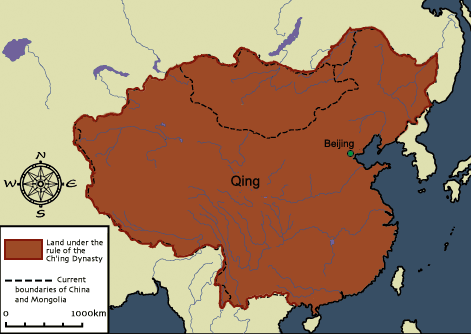 Beijing
Qing
N
W E
S
Land under the
rule of the
Ch'ing Dynasty
Current
boundaries of China
and Mongolia
0 1000km